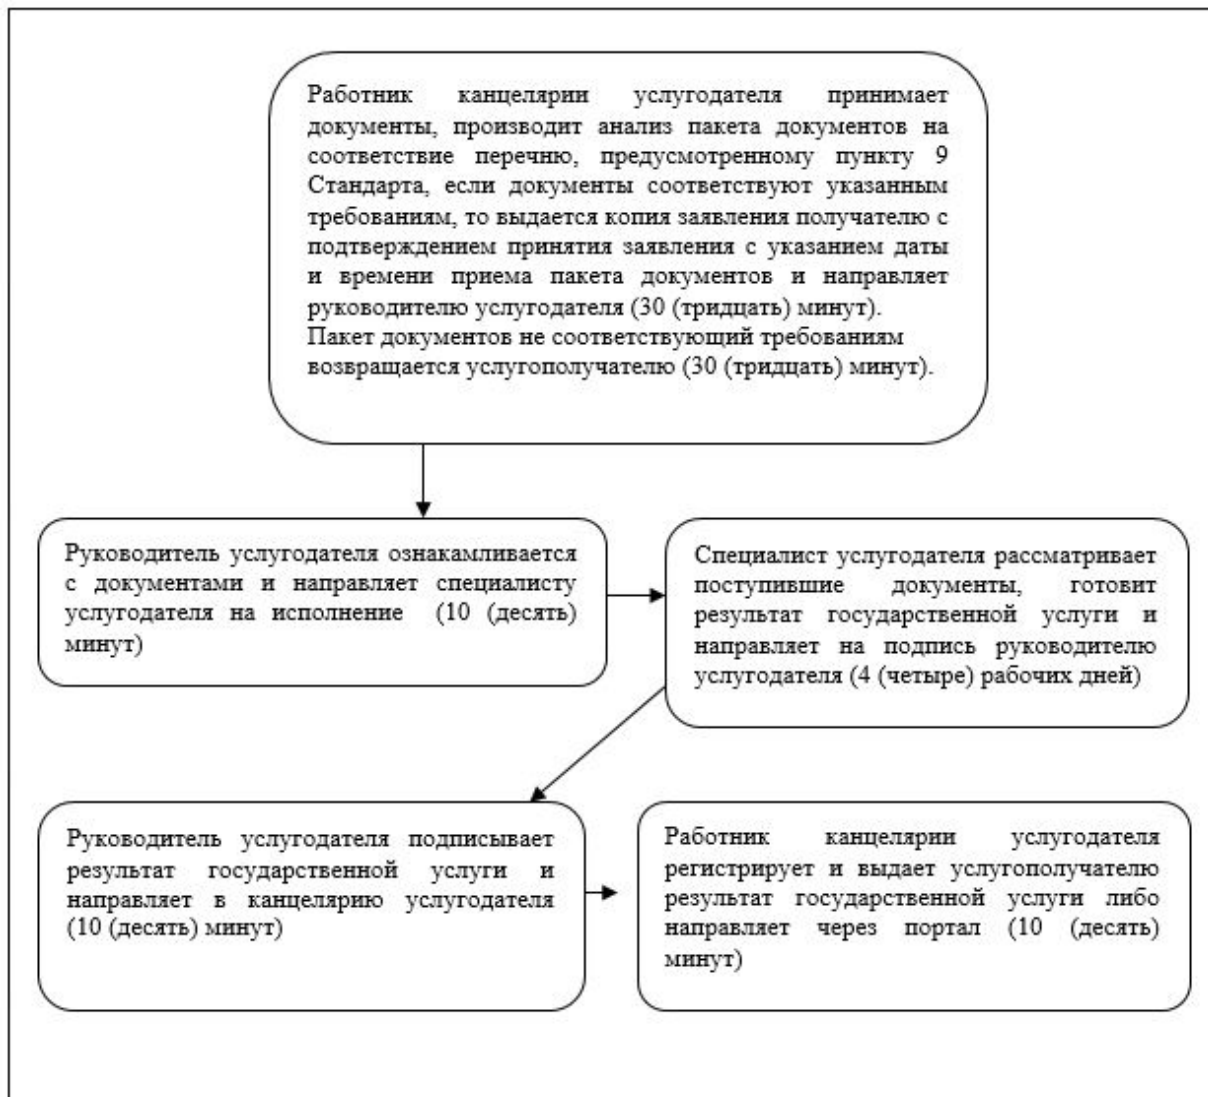 Работник канцелярии услугодателя принимает
документы, производит анализ пакета документов на
соответствие перечню, предусмотренному пункту 9
Стандарта, если документы соответствуют указанным
требованиям, то выдается копия заявления получателю с
подтверждением принятия заявления с указанием даты
и времени приема пакета документов и направляет
руководителю услугодателя (30 (тридцать) минут).
Пакет документов не соответствующий требованиям
возвращается услугополучателю (30 (тридцать) минут).
Руководитель услугодателя ознакамливается
с документами и направляет специалисту
услугодателя на исполнение (10 (десять)
минут)
Специалист услугодателя рассматривает
поступившие документы, готовит
результат государственной услуги и
направляет на подпись руководителю
услугодателя (4 (четыре) рабочих дней)
Руководитель услугодателя подписывает
результат государственной услуги и
направляет в канцелярию услугодателя
(10 (десять) минут)
Работник канцелярии услугодателя
регистрирует и выдает услугополучателю
результат государственной услуги либо
направляет через портал (10 (десять)
минут)